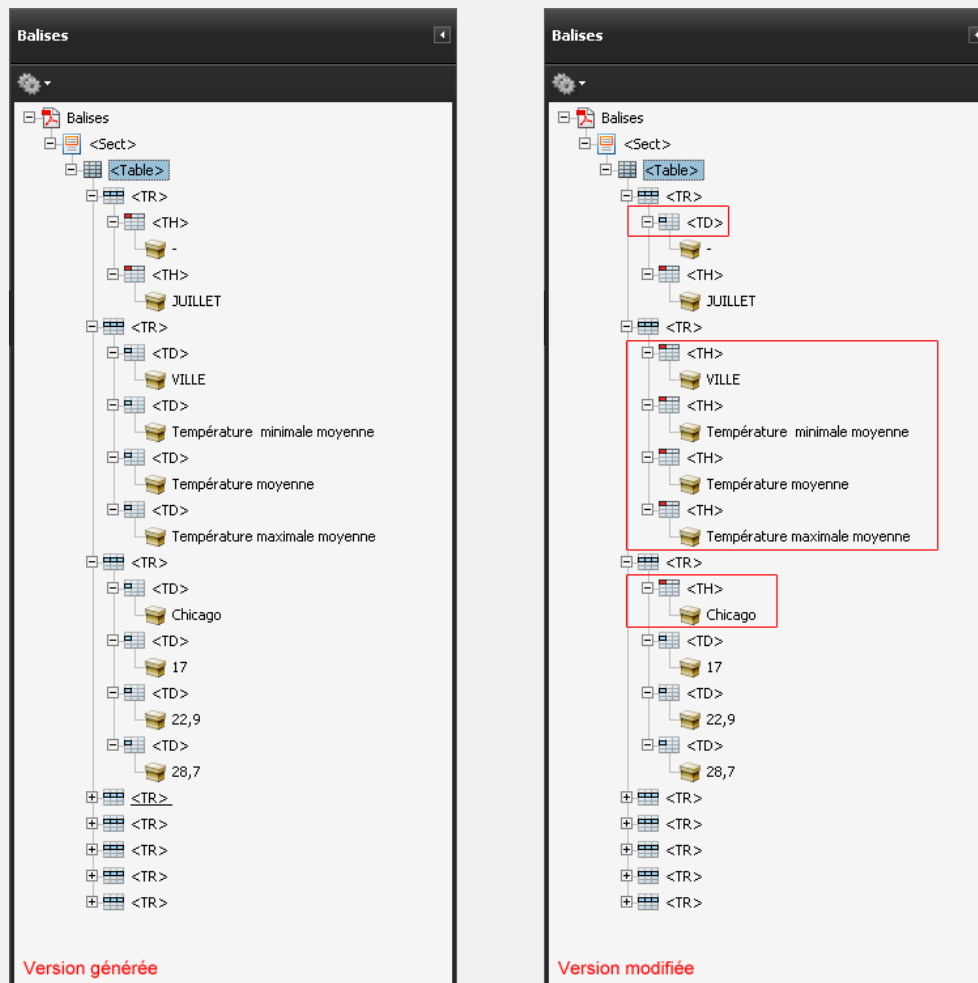 Balises
Balises
<Sect>
<Table>
<TR>
<TH>
-
<TH>
JUILLET
<TR>
<TD>
VILLE
<TD>
Température  minimale moyenne
<TD>
Température moyenne
<TD>
Température maximale moyenne
<TR>
<TD>
Chicago
<TD>
17
<TD>
22,9
<TD>
28,7
<TR>
<TR>
<TR>
<TR>
<TR>
Version générée
Balises
Balises
<Sect>
<Table>
<TR>
<TD>
-
<TH>
JUILLET
<TR>
<TH>
VILLE
<TH>
Température  minimale moyenne
<TH>
Température moyenne
<TH>
Température maximale moyenne
<TR>
<TH>
Chicago
<TD>
17
<TD>
22,9
<TD>
28,7
<TR>
<TR>
<TR>
<TR>
<TR>
Version modifiée